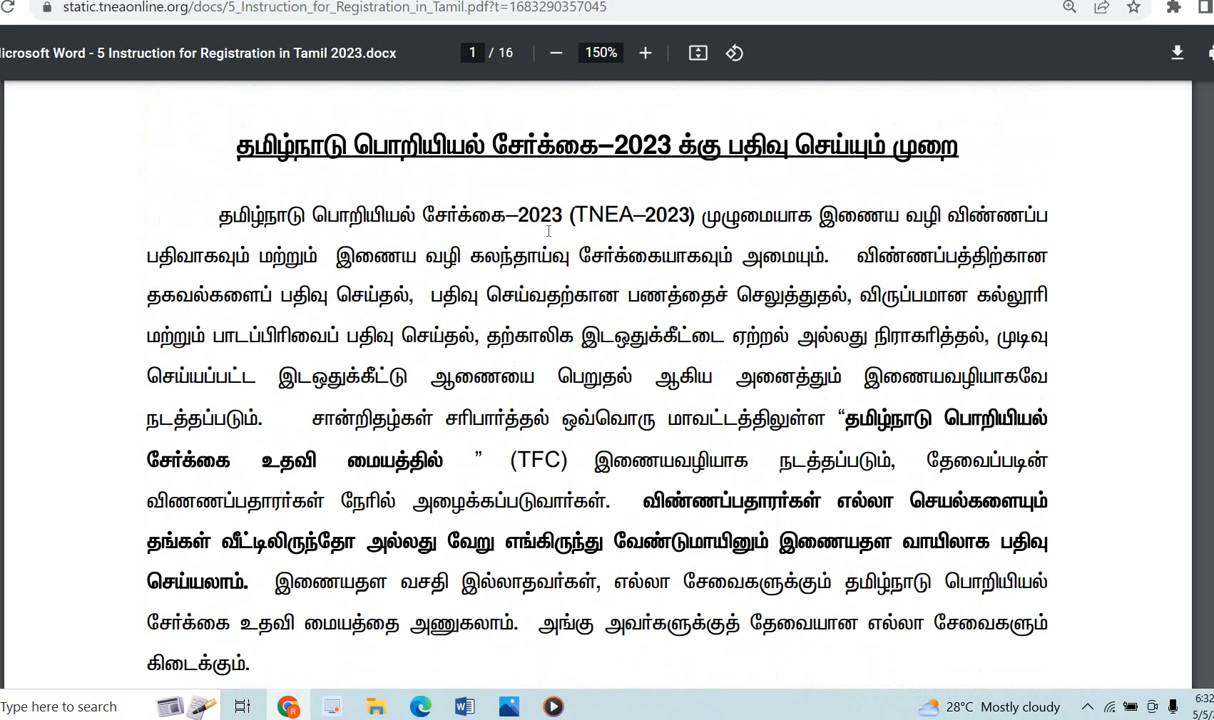 static.tneaonline.org/docs/5_Instruction_for_Registration_in_Tamil.pdf?t=1683290357045
icrosoft Word - 5 Instruction for Registration in Tamil 2023.docx 1 / 16 150%
தமிழ்நாடு பொறியியல் சேர்க்கை–2023 க்கு பதிவு செய்யும் முறை
தமிழ்நாடு பொறியியல் சேர்க்கை–2023 (TNEA–2023) முழுமையாக இணைய வழி விண்ணப்ப
பதிவாகவும் மற்றும் இணைய வழி கலந்தாய்வு சேர்க்கையாகவும் அமையும். விண்ணப்பத்திற்கான
தகவல்களைப் பதிவு செய்தல், பதிவு செய்வதற்கான பணத்தைச் செலுத்துதல், விருப்பமான கல்லூரி
மற்றும் பாடப்பிரிவைப் பதிவு செய்தல், தற்காலிக இடஒதுக்கீட்டை ஏற்றல் அல்லது நிராகரித்தல், முடிவு
செய்யப்பட்ட இடஒதுக்கீட்டு ஆணையை பெறுதல் ஆகிய அனைத்தும் இணையவழியாகவே
நடத்தப்படும். சான்றிதழ்கள் சரிபார்த்தல் ஒவ்வொரு மாவட்டத்திலுள்ள “தமிழ்நாடு பொறியியல்
சேர்க்கை உதவி மையத்தில் ” (TFC) இணையவழியாக நடத்தப்படும், தேவைப்படின்
விணணப்பதாரர்கள் நேரில் அழைக்கப்படுவார்கள். விண்ணப்பதாரர்கள் எல்லா செயல்களையும்
தங்கள் வீட்டிலிருந்தோ அல்லது வேறு எங்கிருந்து வேண்டுமாயினும் இணையதள வாயிலாக பதிவு
செய்யலாம். இணையதள வசதி இல்லாதவர்கள், எல்லா சேவைகளுக்கும் தமிழ்நாடு பொறியியல்
சேர்க்கை உதவி மையத்தை அணுகலாம். அங்கு அவர்களுக்குத் தேவையான எல்லா சேவைகளும்
கிடைக்கும்.
Type here to search 28°C Mostly cloudy 6:32
5/5/